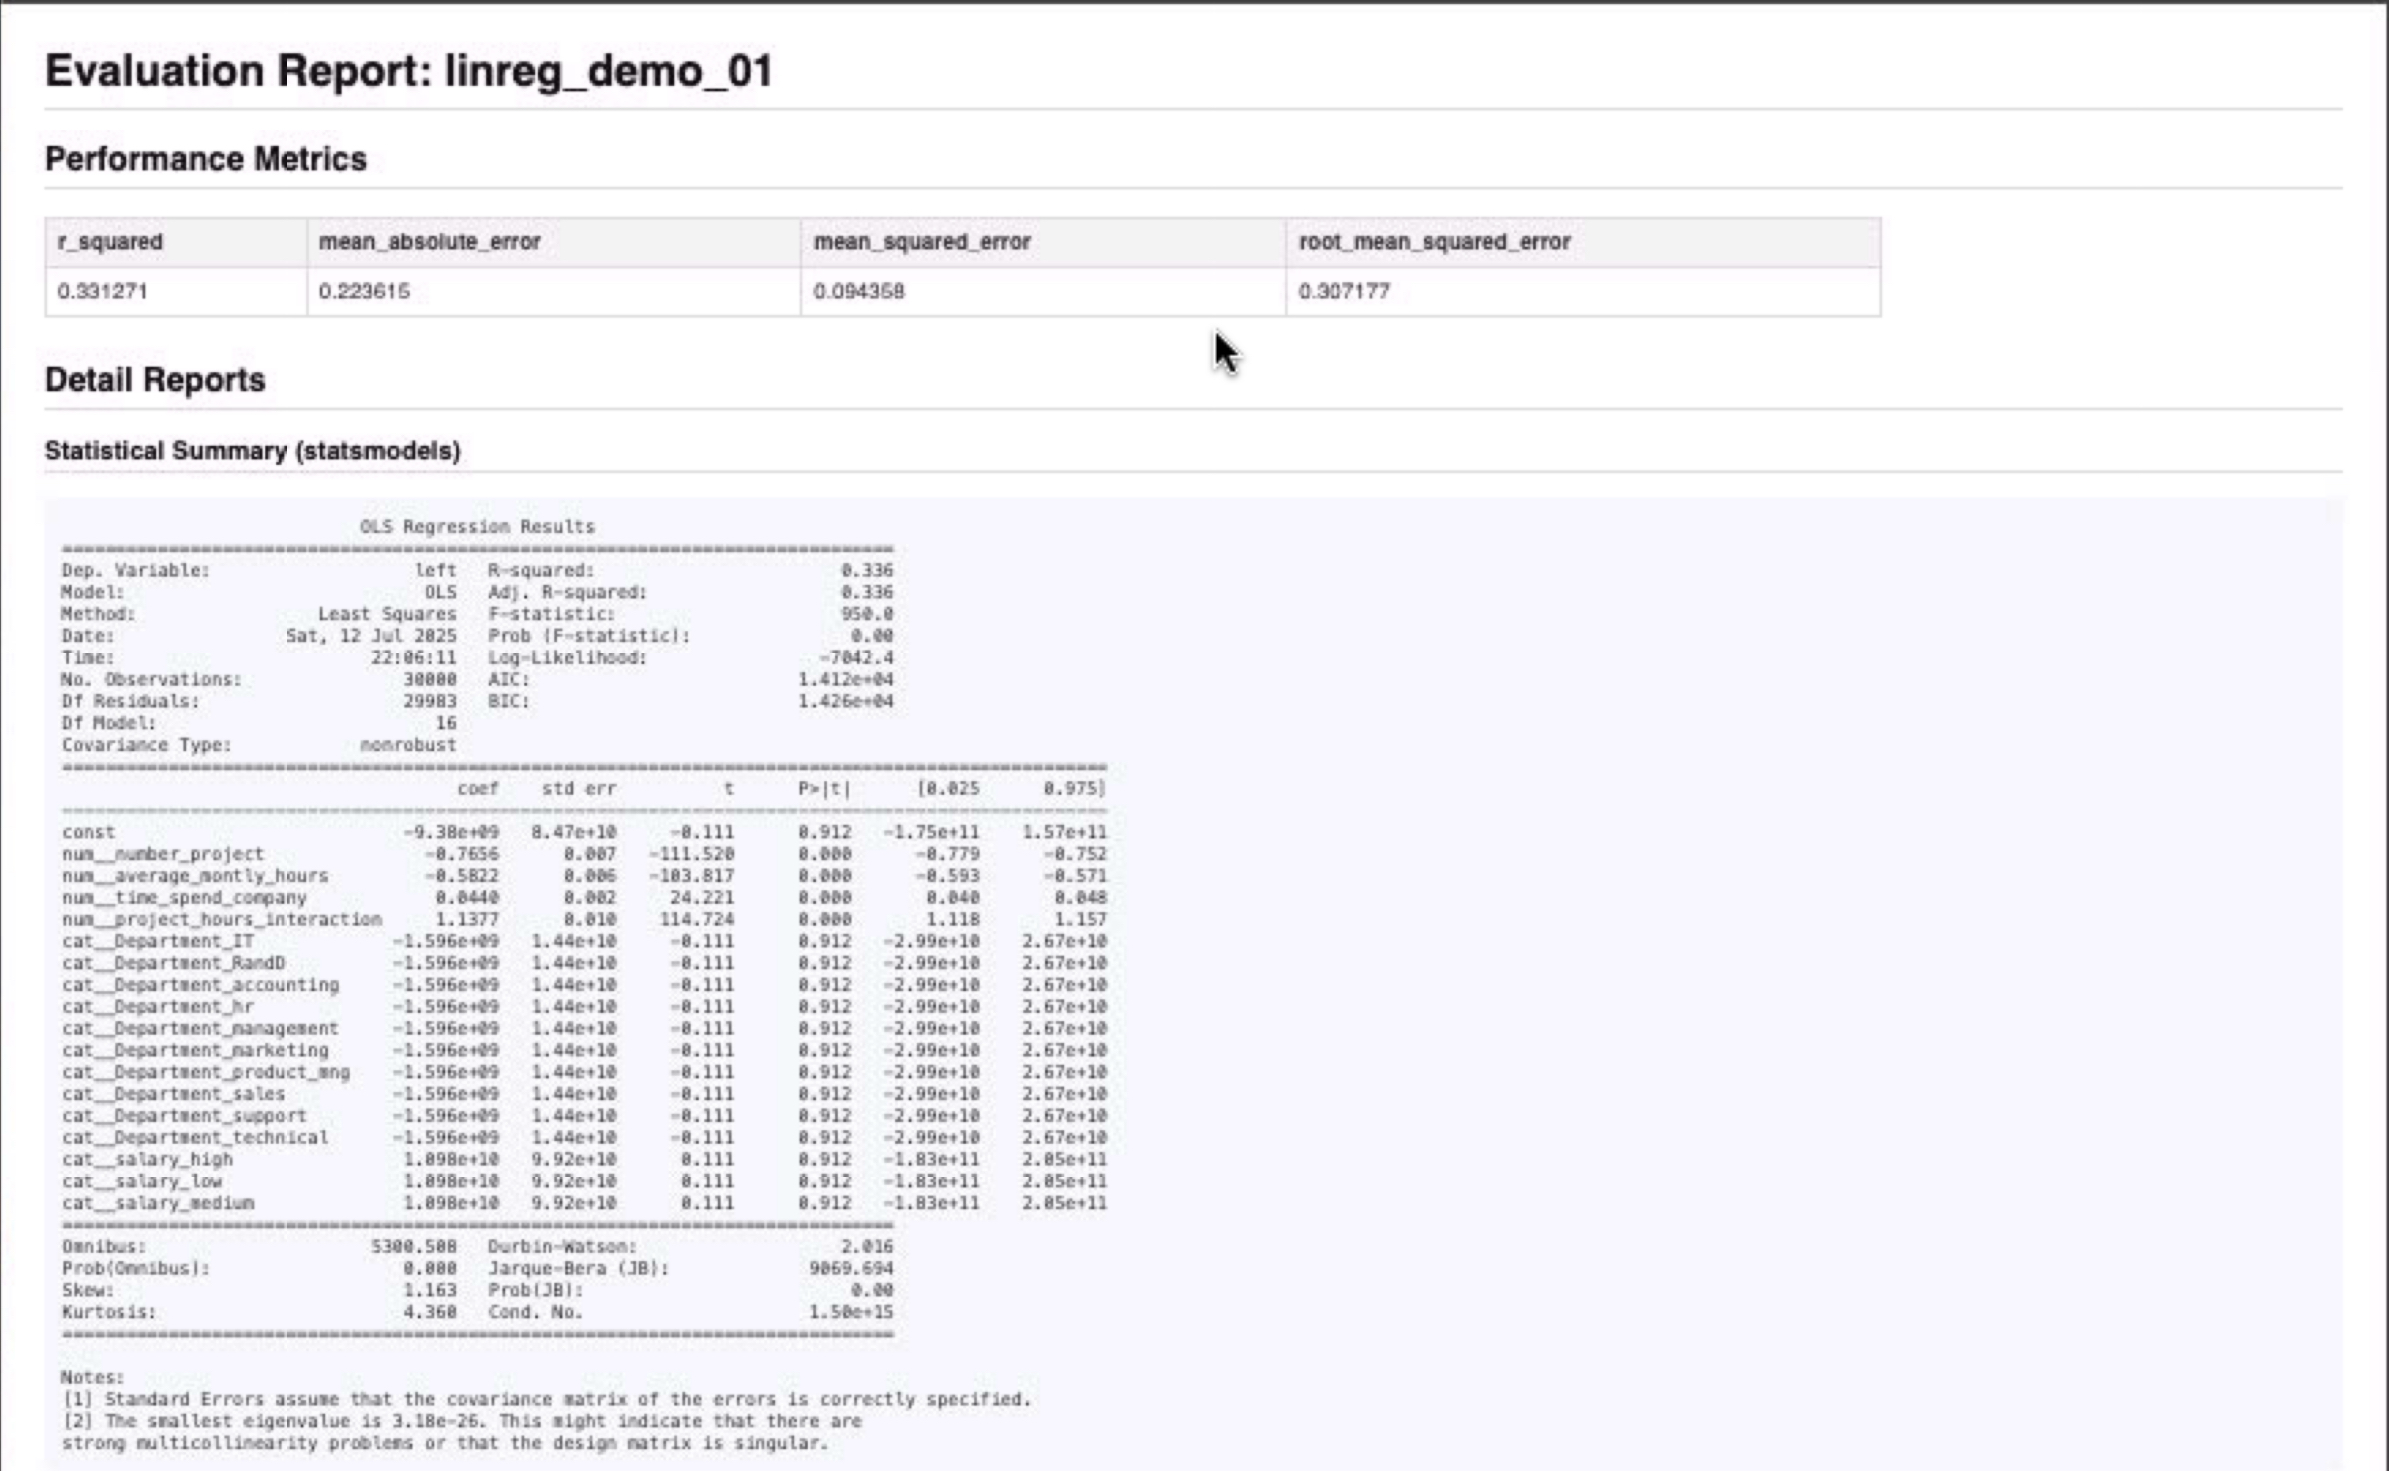 Evaluation Report: linreg_demo_01
Performance Metrics
r_squared mean_absolute_error mean_squared_error root_mean_squared_error
0.331271 0.223615 0.094358 0.307177
Detail Reports
Statistical Summary (statsmodels)
OLS Regression Results
Dep. Variable: left R-squared: 0.336
Model: OLS Adj. R-squared: 0.336
Method: Least Squares F-statistic: 950.0
Date: Sat, 12 Jul 2025 Prob (F-statistic): 0.00
Time: 22:06:11 Log-Likelihood: -7042.4
No. Observations: 30000 AIC: 1.412e+04
Df Residuals: 29983 BIC: 1.426e+04
Df Model: 16
Covariance Type: nonrobust
coef std err t P>|t| [0.025 0.975]
const -9.38e+09 8.47e+10 -0.111 0.912 -1.75e+11 1.57e+11
num__number_project -0.7656 0.007 -111.520 0.000 -0.779 -0.752
num__average_montly_hours -0.5822 0.006 -103.817 0.000 -0.593 -0.571
num__time_spend_company 0.0440 0.002 24.221 0.000 0.040 0.048
num__project_hours_interaction 1.1377 0.010 114.724 0.000 1.118 1.157
cat__Department_IT -1.596e+09 1.44e+10 -0.111 0.912 -2.99e+10 2.67e+10
cat__Department_RandD -1.596e+09 1.44e+10 -0.111 0.912 -2.99e+10 2.67e+10
cat__Department_accounting -1.596e+09 1.44e+10 -0.111 0.912 -2.99e+10 2.67e+10
cat__Department_hr -1.596e+09 1.44e+10 -0.111 0.912 -2.99e+10 2.67e+10
cat__Department_management -1.596e+09 1.44e+10 -0.111 0.912 -2.99e+10 2.67e+10
cat__Department_marketing -1.596e+09 1.44e+10 -0.111 0.912 -2.99e+10 2.67e+10
cat__Department_product_mng -1.596e+09 1.44e+10 -0.111 0.912 -2.99e+10 2.67e+10
cat__Department_sales -1.596e+09 1.44e+10 -0.111 0.912 -2.99e+10 2.67e+10
cat__Department_support -1.596e+09 1.44e+10 -0.111 0.912 -2.99e+10 2.67e+10
cat__Department_technical -1.596e+09 1.44e+10 -0.111 0.912 -2.99e+10 2.67e+10
cat__salary_high 1.098e+10 9.92e+10 0.111 0.912 -1.83e+11 2.05e+11
cat__salary_low 1.098e+10 9.92e+10 0.111 0.912 -1.83e+11 2.05e+11
cat__salary_medium 1.098e+10 9.92e+10 0.111 0.912 -1.83e+11 2.05e+11
Omnibus: 5300.508 Durbin-Watson: 2.016
Prob(Omnibus): 0.000 Jarque-Bera (JB): 9069.694
Skew: 1.163 Prob(JB): 0.00
Kurtosis: 4.360 Cond. No. 1.50e+15
Notes:
[1] Standard Errors assume that the covariance matrix of the errors is correctly specified.
[2] The smallest eigenvalue is 3.18e-26. This might indicate that there are
strong multicollinearity problems or that the design matrix is singular.